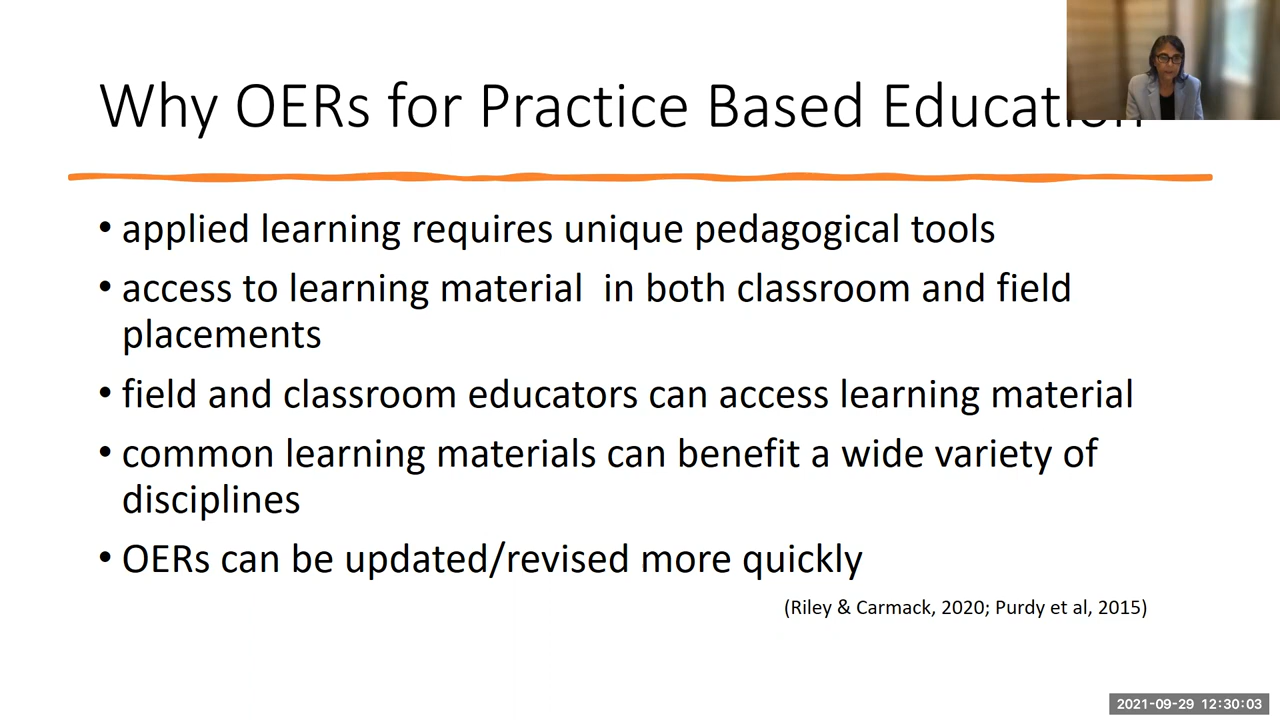 Why OERs for Practice Based Education
• applied learning requires unique pedagogical tools
• access to learning material  in both classroom and field
placements
• field and classroom educators can access learning material
• common learning materials can benefit a wide variety of
disciplines
• OERs can be updated/revised more quickly
(Riley & Carmack, 2020; Purdy et al, 2015)
2021-09-29 12:30:03